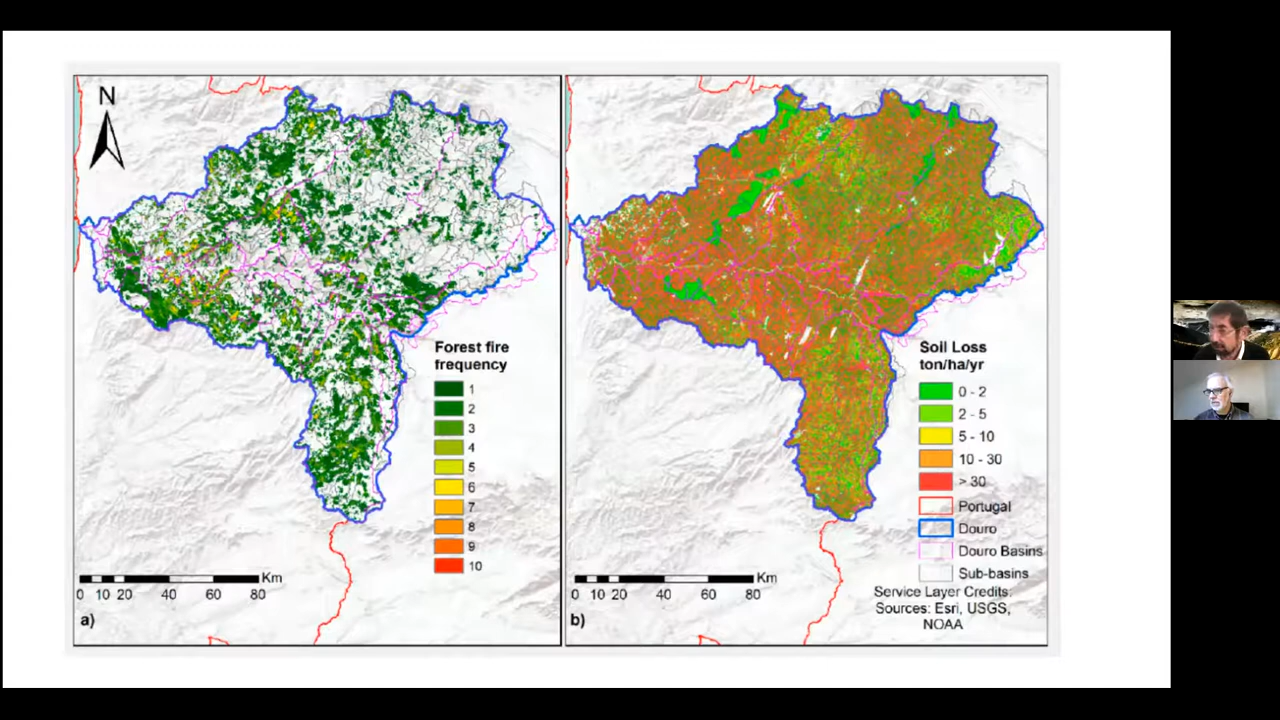 N
Forest fire
frequency
1
2
3
4
5
6
7
8
9
10
Km
0 10 20 40 60 80
a)
Soil Loss
ton/ha/yr
0 - 2
2 - 5
5 - 10
10 - 30
> 30
Portugal
Douro
Douro Basins
Sub-basins
Service Layer Credits:
Sources: Esri, USGS,
NOAA
Km
0 10 20 40 60 80
b)